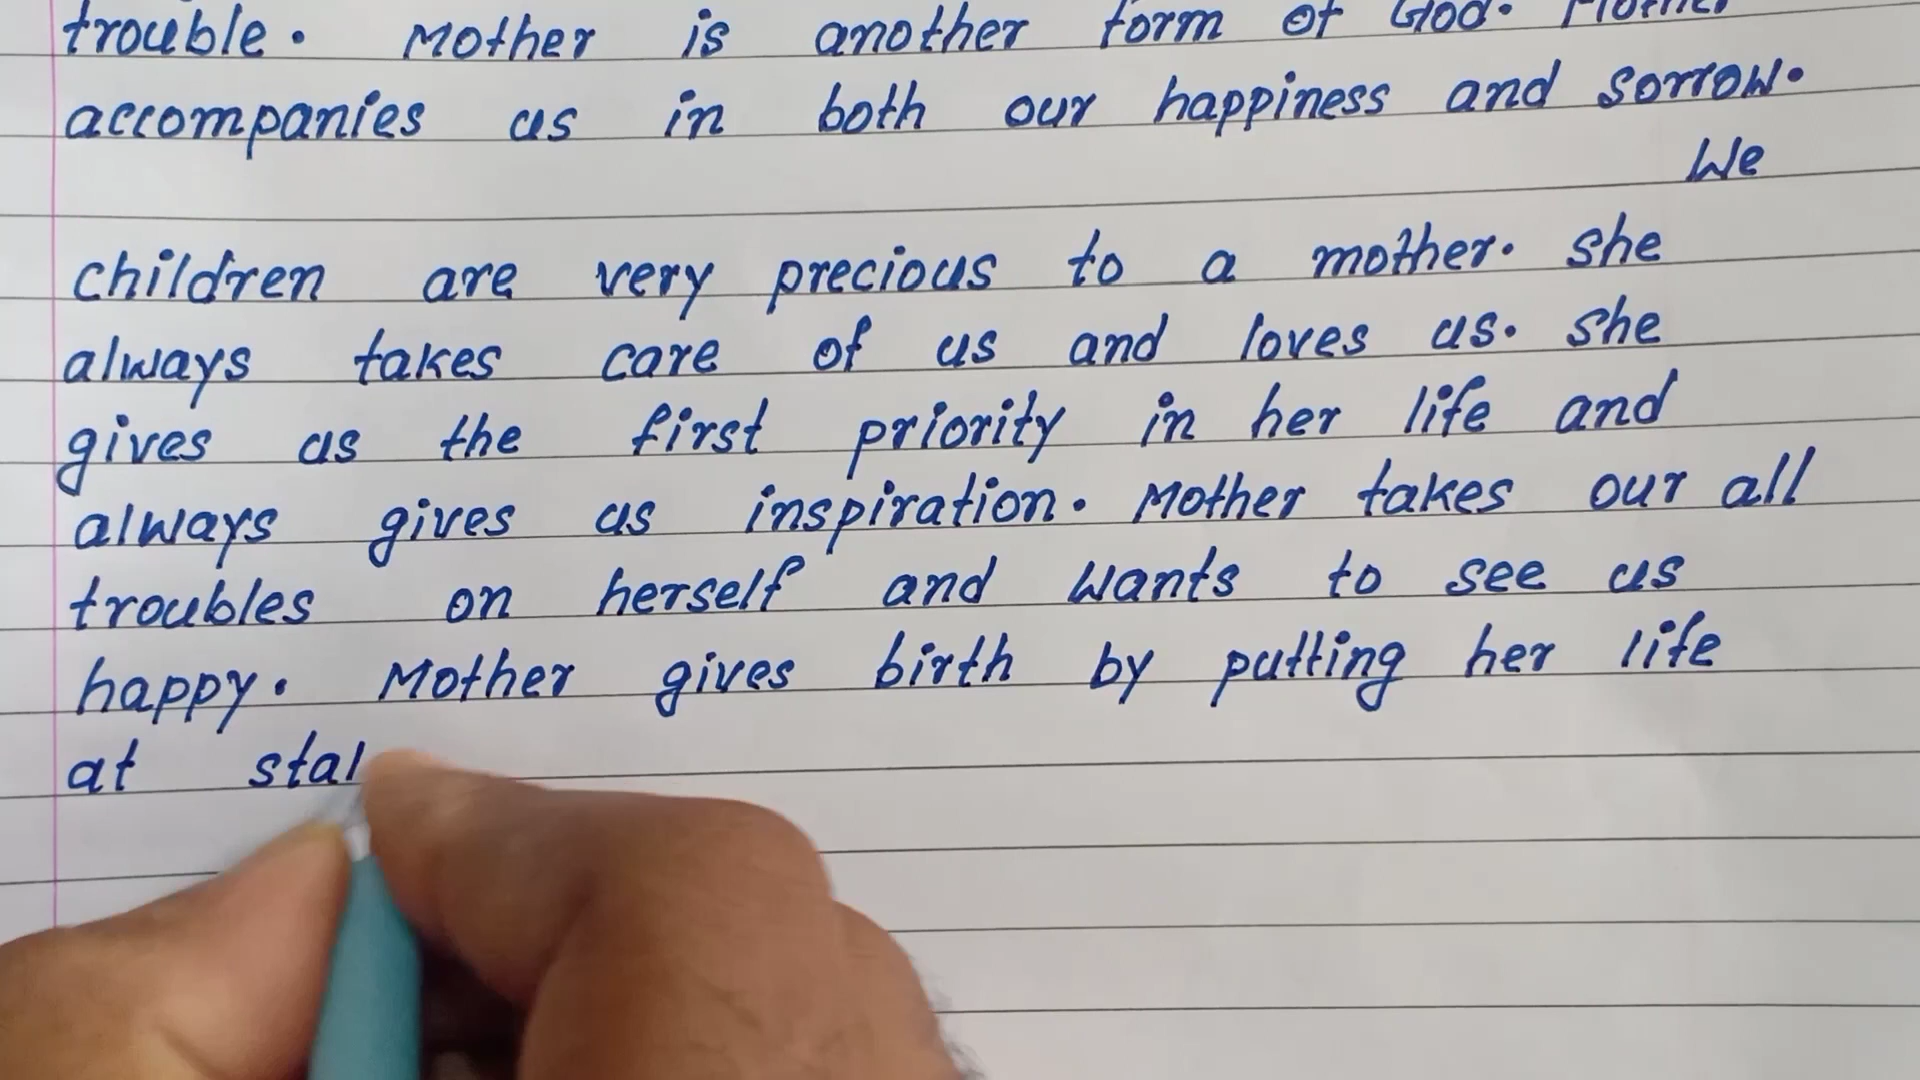 trouble. Mother is another form of God. Mother
accompanies us in both our happiness and sorrow.
We
children are very precious to a mother. she
always takes care of us and loves us. she
gives us the first priority in her life and
always gives us inspiration. Mother takes our all
troubles on herself and wants to see us
happy. Mother gives birth by putting her life
at